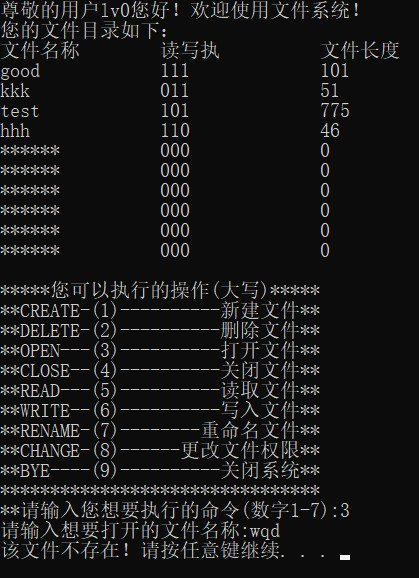 尊敬的用户lv0您好！欢迎使用文件系统！
您的文件目录如下：
文件名称 读写执 文件长度
good 111 101
kkk 011 51
test 101 775
hhh 110 46
****** 000 0
****** 000 0
****** 000 0
****** 000 0
****** 000 0
****** 000 0
*****您可以执行的操作(大写)*****
**CREATE-(1)----------新建文件**
**DELETE-(2)----------删除文件**
**OPEN---(3)----------打开文件**
**CLOSE--(4)----------关闭文件**
**READ---(5)----------读取文件**
**WRITE--(6)----------写入文件**
**RENAME-(7)--------重命名文件**
**CHANGE-(8)------更改文件权限**
**BYE----(9)----------关闭系统**
********************************
**请输入您想要执行的命令(数字1-7):3
请输入想要打开的文件名称:wqd
该文件不存在！请按任意键继续. . .